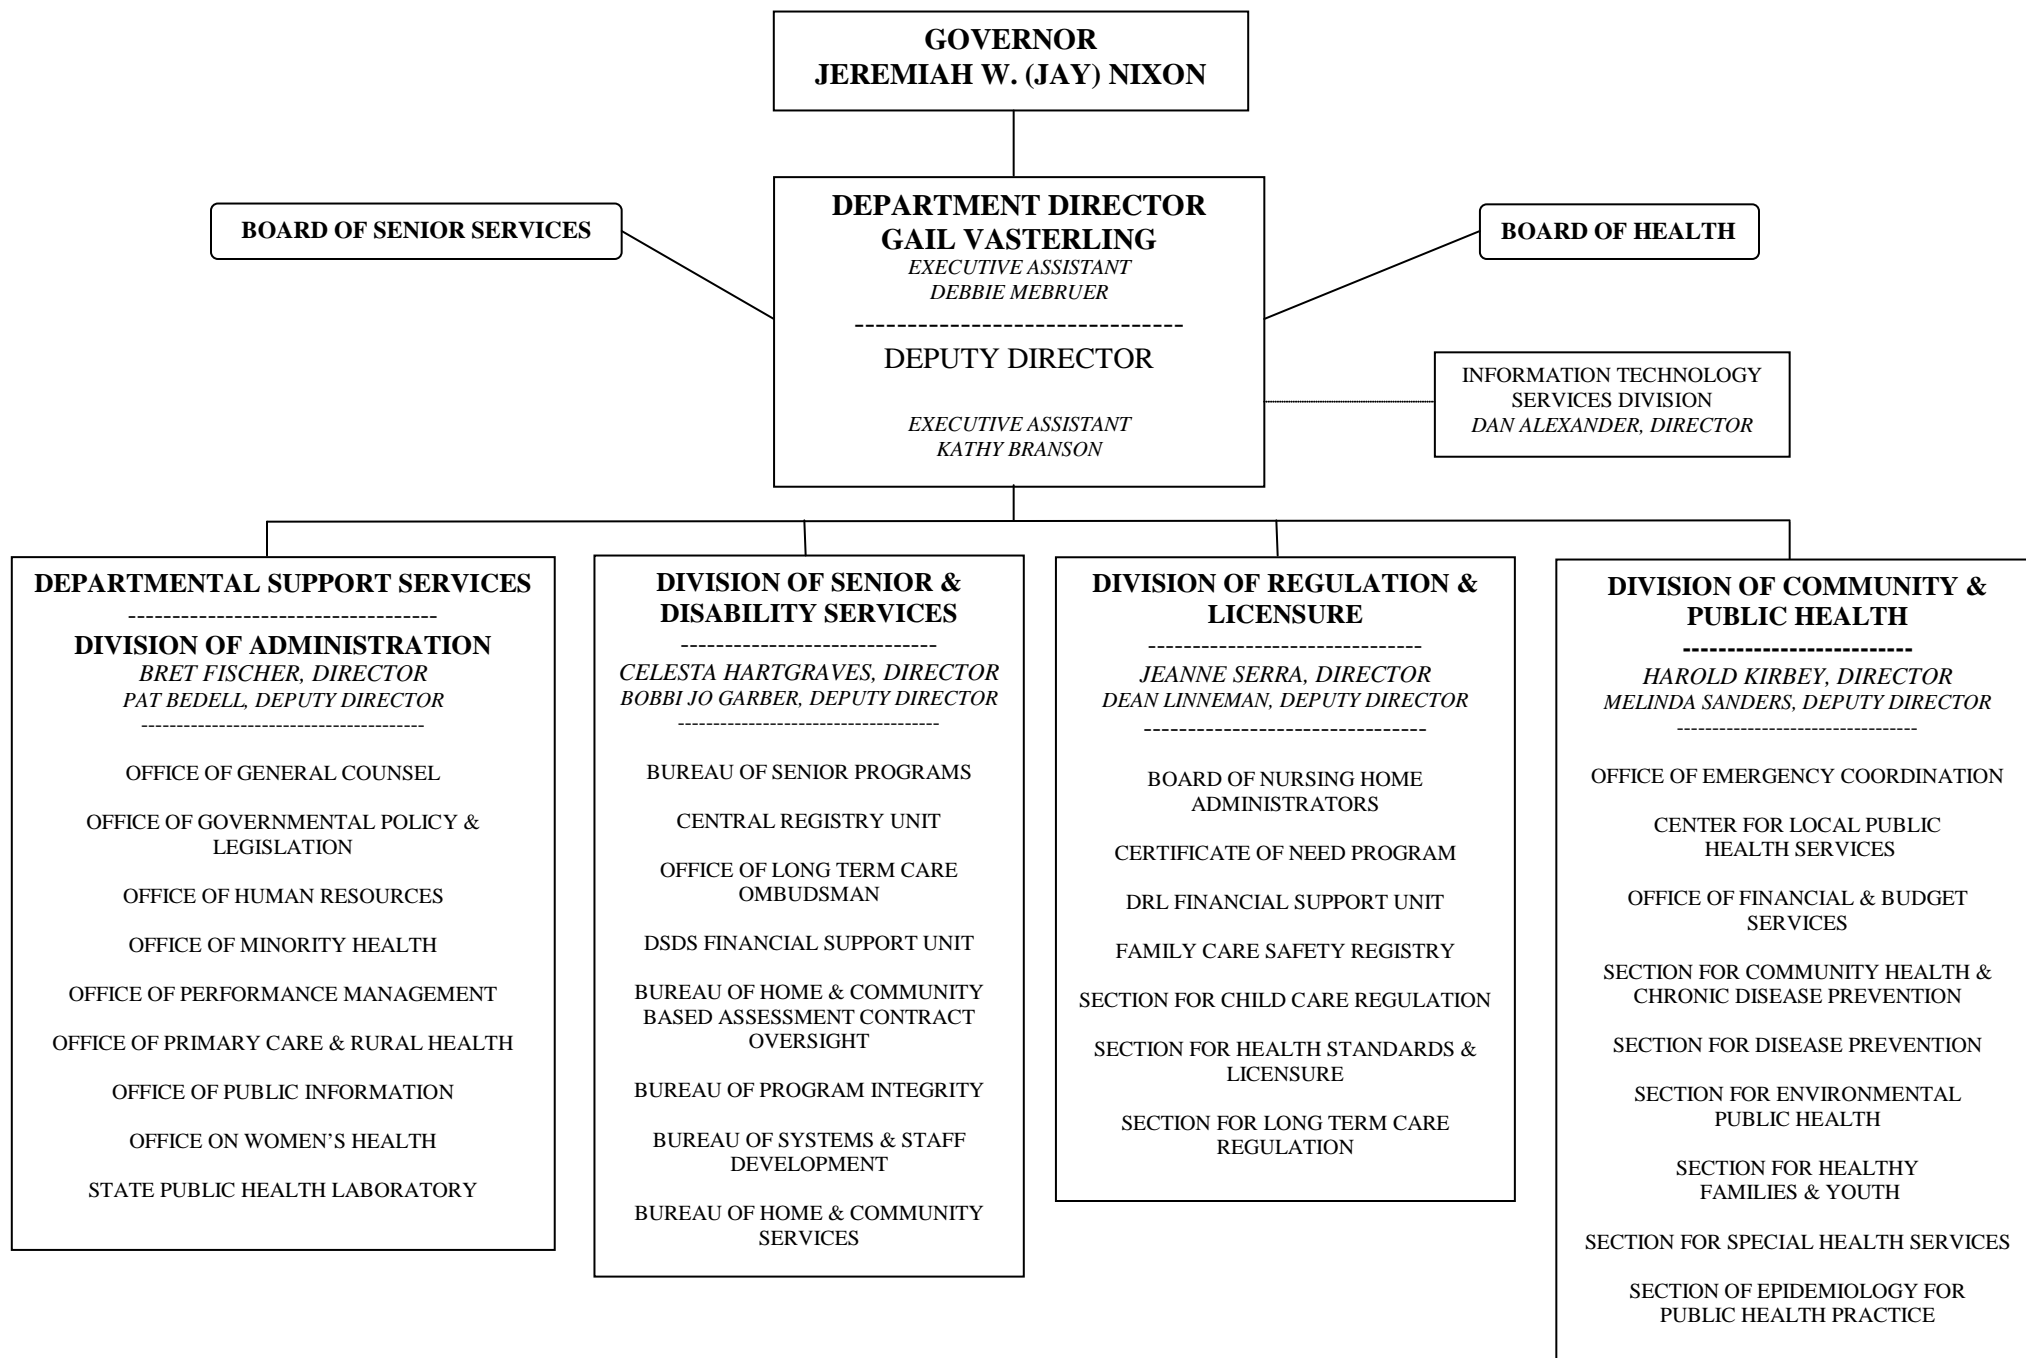 GOVERNOR
JEREMIAH W. (JAY) NIXON
BOARD OF SENIOR SERVICES
DEPARTMENT DIRECTOR
GAIL VASTERLING
EXECUTIVE ASSISTANT
DEBBIE MEBRUER
-------------------------------
DEPUTY DIRECTOR
EXECUTIVE ASSISTANT
KATHY BRANSON
BOARD OF HEALTH
INFORMATION TECHNOLOGY
SERVICES DIVISION
DAN ALEXANDER, DIRECTOR
DEPARTMENTAL SUPPORT SERVICES
-----------------------------------
DIVISION OF ADMINISTRATION
BRET FISCHER, DIRECTOR
PAT BEDELL, DEPUTY DIRECTOR
----------------------------------------
OFFICE OF GENERAL COUNSEL
OFFICE OF GOVERNMENTAL POLICY &
LEGISLATION
OFFICE OF HUMAN RESOURCES
OFFICE OF MINORITY HEALTH
OFFICE OF PERFORMANCE MANAGEMENT
OFFICE OF PRIMARY CARE & RURAL HEALTH
OFFICE OF PUBLIC INFORMATION
OFFICE ON WOMEN’S HEALTH
STATE PUBLIC HEALTH LABORATORY
DIVISION OF SENIOR &
DISABILITY SERVICES
-----------------------------
CELESTA HARTGRAVES, DIRECTOR
BOBBI JO GARBER, DEPUTY DIRECTOR
-------------------------------------
BUREAU OF SENIOR PROGRAMS
CENTRAL REGISTRY UNIT
OFFICE OF LONG TERM CARE
OMBUDSMAN
DSDS FINANCIAL SUPPORT UNIT
BUREAU OF HOME & COMMUNITY
BASED ASSESSMENT CONTRACT
OVERSIGHT
BUREAU OF PROGRAM INTEGRITY
BUREAU OF SYSTEMS & STAFF
DEVELOPMENT
BUREAU OF HOME & COMMUNITY
SERVICES
DIVISION OF REGULATION &
LICENSURE
-------------------------------
JEANNE SERRA, DIRECTOR
DEAN LINNEMAN, DEPUTY DIRECTOR
--------------------------------
BOARD OF NURSING HOME
ADMINISTRATORS
CERTIFICATE OF NEED PROGRAM
DRL FINANCIAL SUPPORT UNIT
FAMILY CARE SAFETY REGISTRY
SECTION FOR CHILD CARE REGULATION
SECTION FOR HEALTH STANDARDS &
LICENSURE
SECTION FOR LONG TERM CARE
REGULATION
DIVISION OF COMMUNITY &
PUBLIC HEALTH
--------------------------
HAROLD KIRBEY, DIRECTOR
MELINDA SANDERS, DEPUTY DIRECTOR
----------------------------------
OFFICE OF EMERGENCY COORDINATION
CENTER FOR LOCAL PUBLIC
HEALTH SERVICES
OFFICE OF FINANCIAL & BUDGET
SERVICES
SECTION FOR COMMUNITY HEALTH &
CHRONIC DISEASE PREVENTION
SECTION FOR DISEASE PREVENTION
SECTION FOR ENVIRONMENTAL
PUBLIC HEALTH
SECTION FOR HEALTHY
FAMILIES & YOUTH
SECTION FOR SPECIAL HEALTH SERVICES
SECTION OF EPIDEMIOLOGY FOR
PUBLIC HEALTH PRACTICE